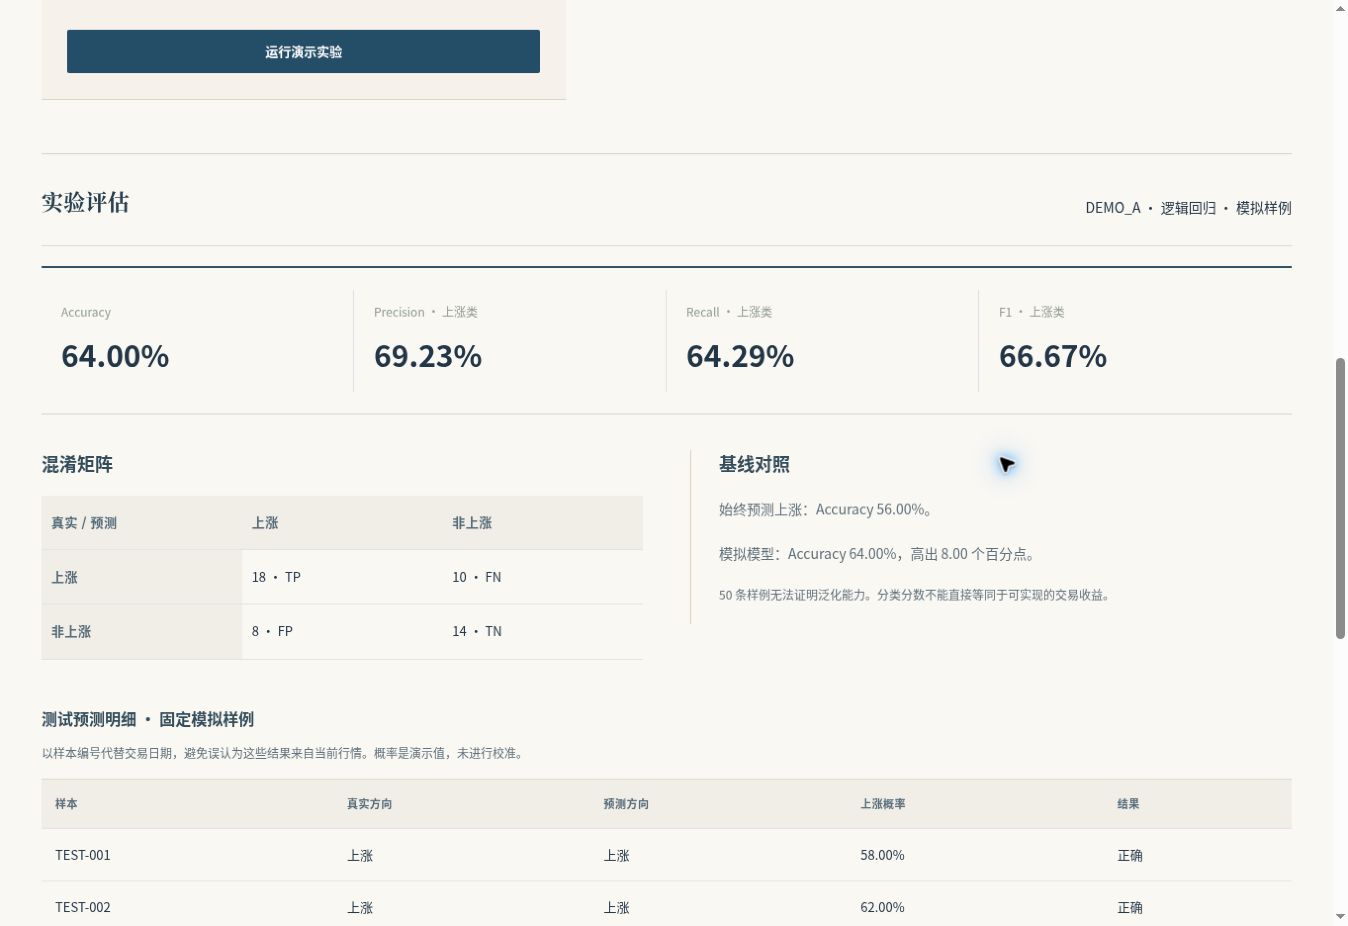 运行演示实验
实验评估
DEMO_A · 逻辑回归 · 模拟样例
Accuracy
Precision · 上涨类
Recall · 上涨类
F1 · 上涨类
64.00%
69.23%
64.29%
66.67%
混淆矩阵
真实 / 预测 上涨 非上涨
上涨 18 · TP 10 · FN
非上涨 8 · FP 14 · TN
基线对照
始终预测上涨：Accuracy 56.00%。
模拟模型：Accuracy 64.00%，高出 8.00 个百分点。
50 条样例无法证明泛化能力。分类分数不能直接等同于可实现的交易收益。
测试预测明细 · 固定模拟样例
以样本编号代替交易日期，避免误认为这些结果来自当前行情。概率是演示值，未进行校准。
样本 真实方向 预测方向 上涨概率 结果
TEST-001 上涨 上涨 58.00% 正确
TEST-002 上涨 上涨 62.00% 正确